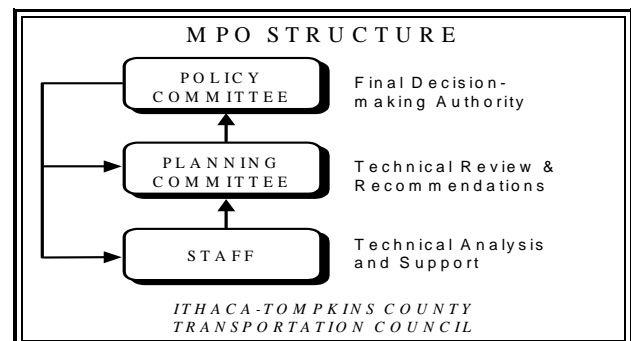 MPO STRUCTURE
POLICY
COMMITTEE
Final Decision-
making Authority
PLANNING
COMMITTEE
Technical Review &
Recommendations
STAFF
Technical Analysis
and Support
ITHACA-TOMPKINS COUNTY
TRANSPORTATION COUNCIL